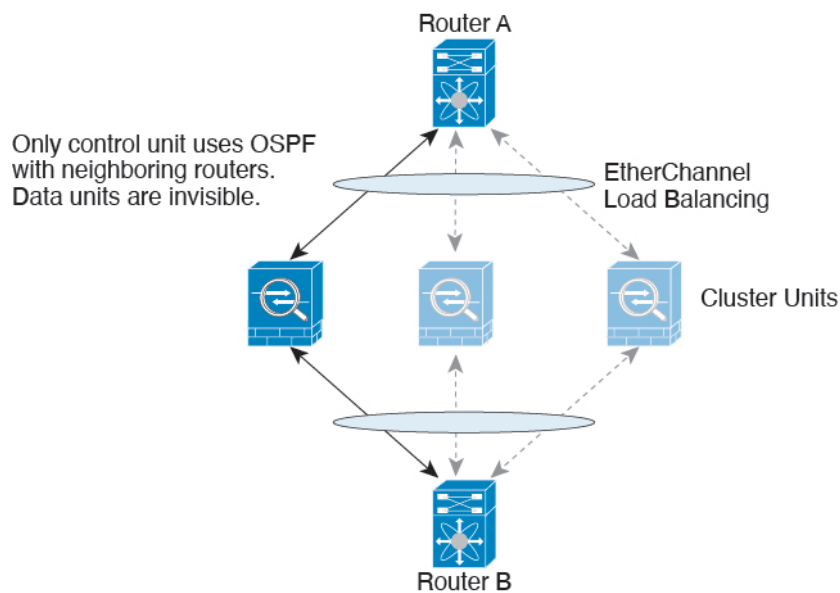 Router A
Only control unit uses OSPF
with neighboring routers.
Data units are invisible.
EtherChannel
Load Balancing
Cluster Units
Router B